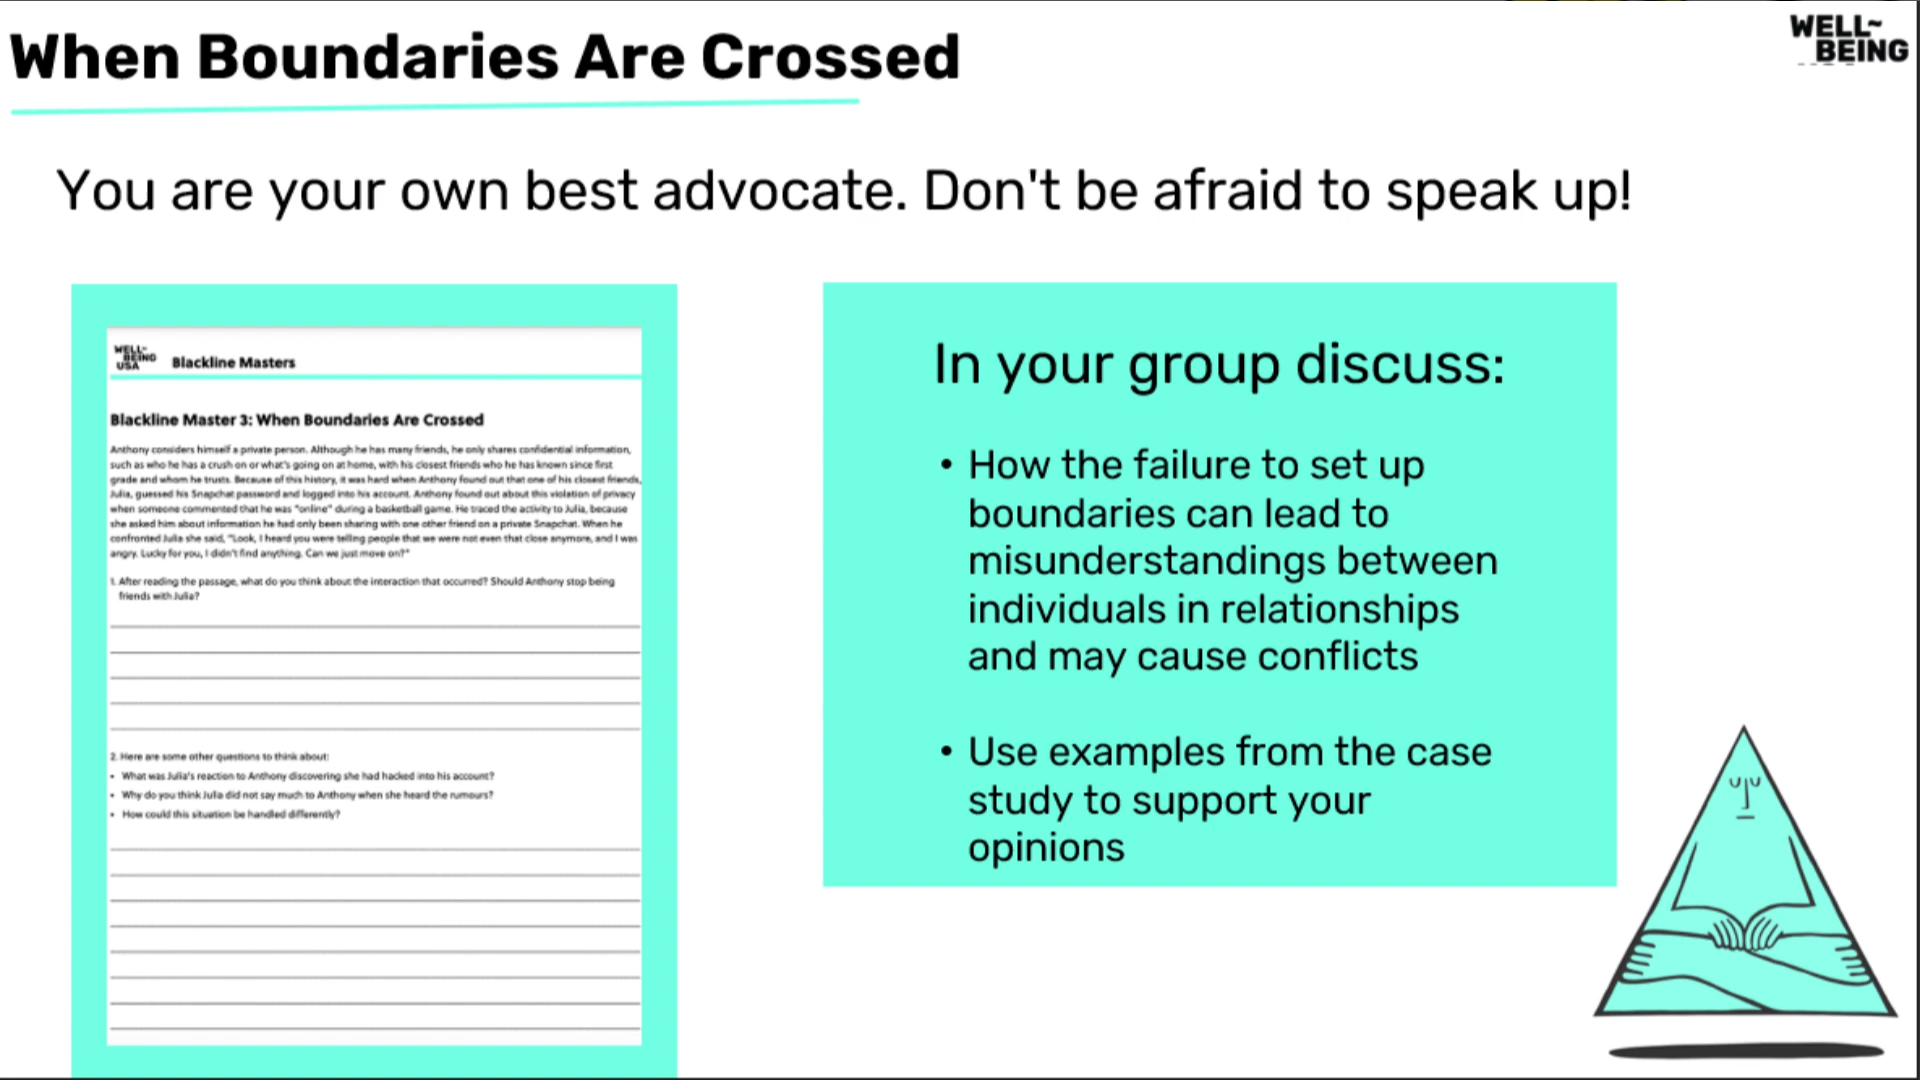 When Boundaries Are Crossed
WELL~
BEING
You are your own best advocate. Don't be afraid to speak up!
WELL~
BEING
USA
Blackline Masters
Blackline Master 3: When Boundaries Are Crossed
Anthony considers himself a private person. Although he has many friends, he only shares confidential information,
such as who he has a crush on or what's going on at home, with his closest friends who he has known since first
grade and whom he trusts. Because of this history, it was hard when Anthony found out that one of his closest friends,
Julia, guessed his Snapchat password and logged into his account. Anthony found out about this violation of privacy
when someone commented that he was "online" during a basketball game. He traced the activity to Julia, because
she asked him about information he had only been sharing with one other friend on a private Snapchat. When he
confronted Julia she said, "Look, I heard you were telling people that we were not even that close anymore, and I was
angry. Lucky for you, I didn't find anything. Can we just move on?"
1. After reading the passage, what do you think about the interaction that occurred? Should Anthony stop being
friends with Julia?
2. Here are some other questions to think about:
• What was Julia's reaction to Anthony discovering she had hacked into his account?
• Why do you think Julia did not say much to Anthony when she heard the rumours?
• How could this situation be handled differently?
In your group discuss:
• How the failure to set up
boundaries can lead to
misunderstandings between
individuals in relationships
and may cause conflicts
• Use examples from the case
study to support your
opinions